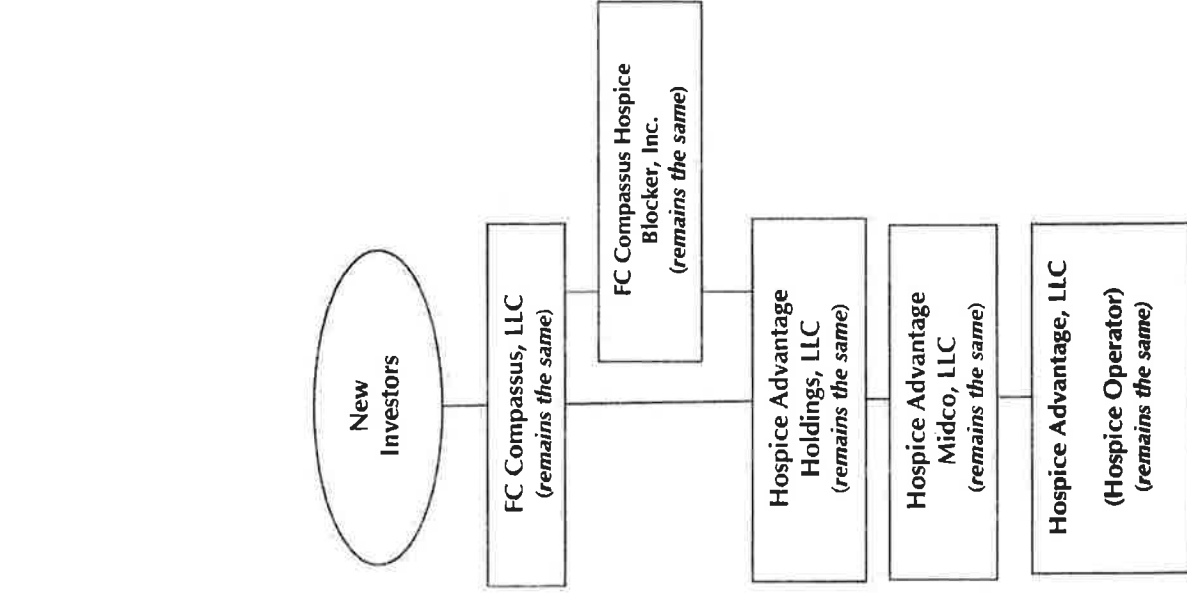 New
Investors
FC Compassus, LLC
(remains the same)
FC Compassus Hospice
Blocker, Inc.
(remains the same)
Hospice Advantage
Holdings, LLC
(remains the same)
Hospice Advantage
Midco, LLC
(remains the same)
Hospice Advantage, LLC
(Hospice Operator)
(remains the same)